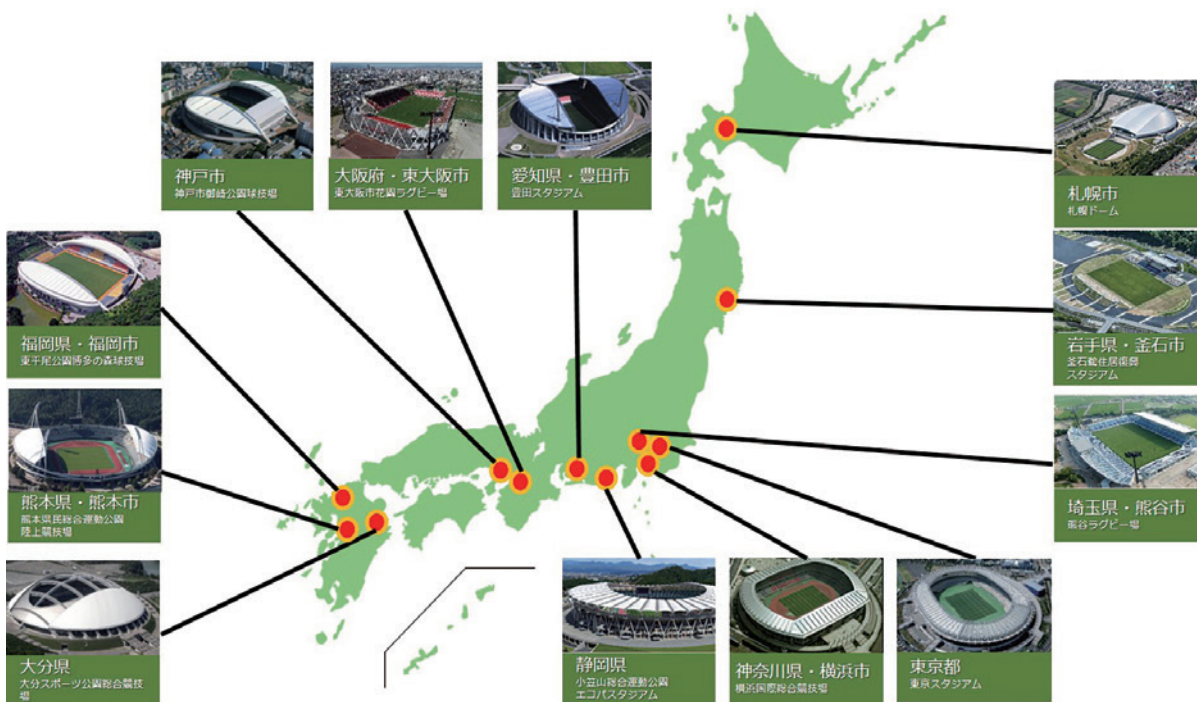 神戸市
神戸市御崎公園球技場
大阪府・東大阪市
東大阪市花園ラグビー場
愛知県・豊田市
豊田スタジアム
札幌市
札幌ドーム
福岡県・福岡市
東平尾公園博多の森球技場
岩手県・釜石市
釜石鵜住居復興
スタジアム
熊本県・熊本市
熊本県民総合運動公園
陸上競技場
埼玉県・熊谷市
熊谷ラグビー場
大分県
大分スポーツ公園総合競技
場
静岡県
小笠山総合運動公園
エコパスタジアム
神奈川県・横浜市
横浜国際総合競技場
東京都
東京スタジアム